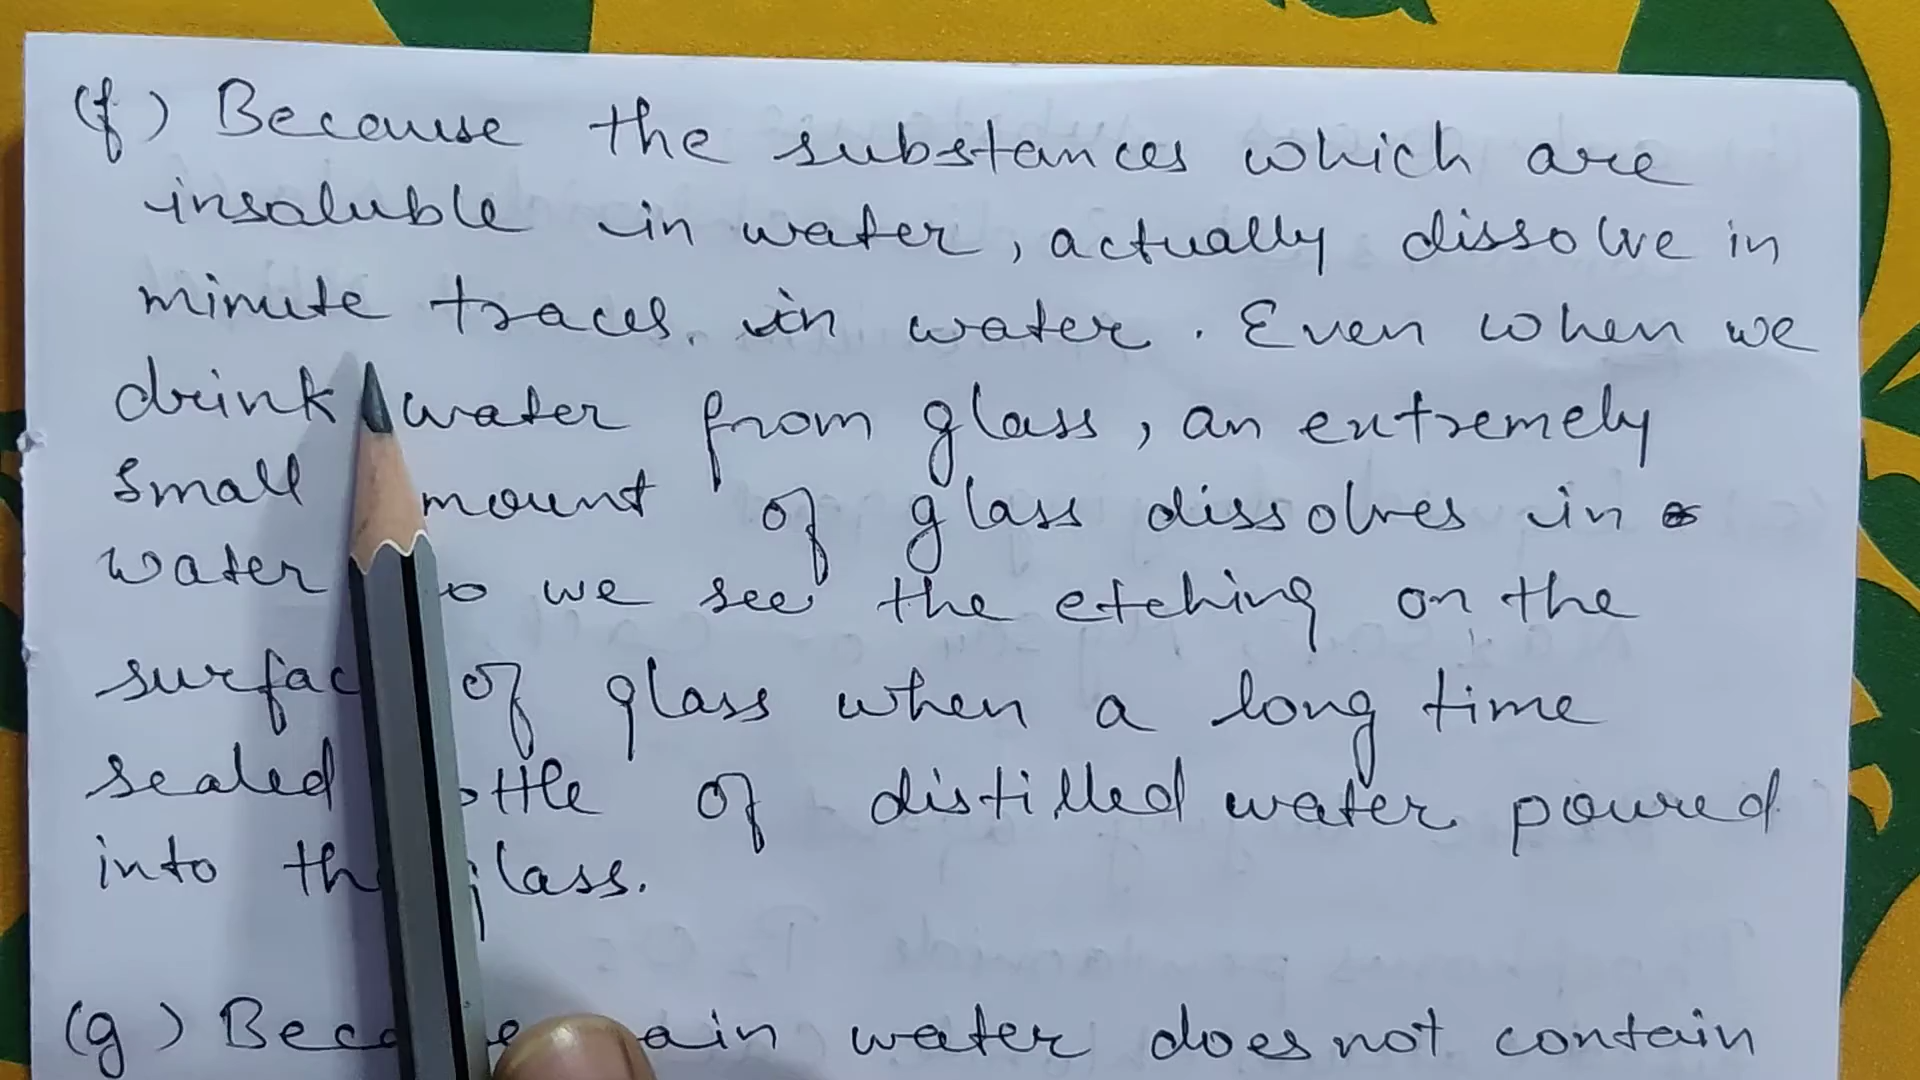 (f) Because the substances which are
insaluble in water, actually dissolve in
minute traces. in water. Even when we
drink water from glass, an extremely
small mount of glass dissolves in
water o we see the etching on the
surfac of glass when a long time
sealed ottle of distilled water poured
into th lass.
(g) Bec e ain water does not contain